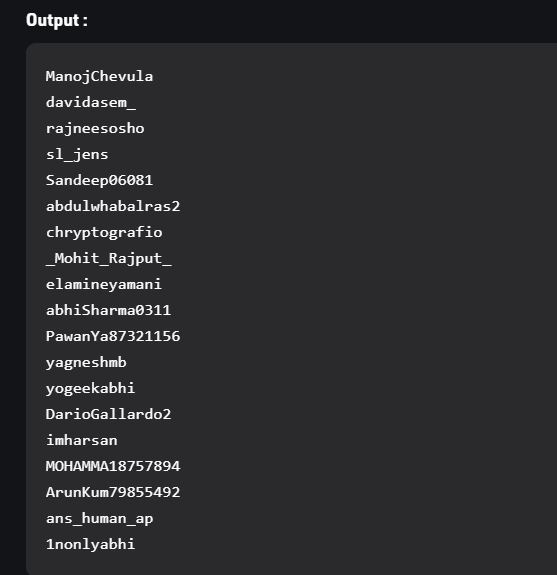 Output :
ManojChevula
davidasem_
rajneesosho
sl_jens
Sandeep06081
abdulwhabalras2
chryptografio
_Mohit_Rajput_
elamineyamani
abhiSharma0311
PawanYa87321156
yagneshmb
yogeekabhi
DarioGallardo2
imharsan
MOHAMMA18757894
ArunKum79855492
ans_human_ap
1nonlyabhi